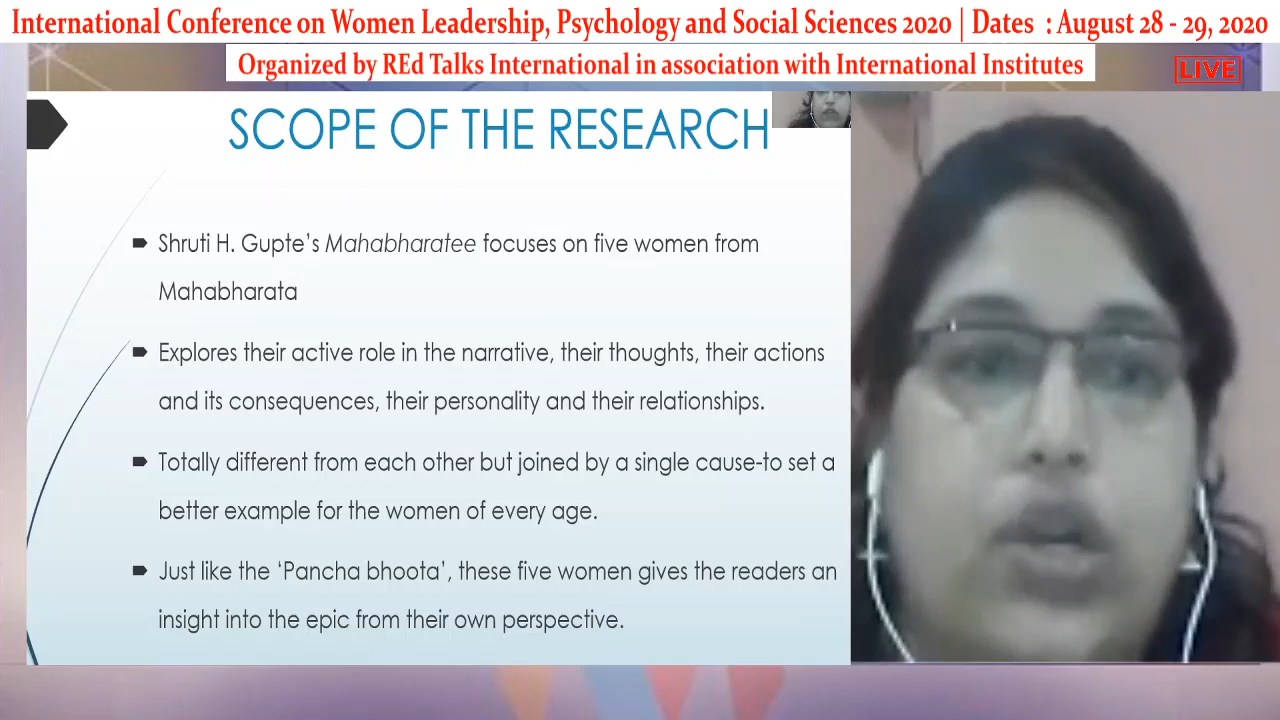 International Conference on Women Leadership, Psychology and Social Sciences 2020 | Dates : August 28 - 29, 2020
Organized by REd Talks International in association with International Institutes
LIVE
SCOPE OF THE RESEARCH
Shruti H. Gupte’s Mahabharatee focuses on five women from
Mahabharata
Explores their active role in the narrative, their thoughts, their actions
and its consequences, their personality and their relationships.
Totally different from each other but joined by a single cause-to set a
better example for the women of every age.
Just like the ‘Pancha bhoota’, these five women gives the readers an
insight into the epic from their own perspective.